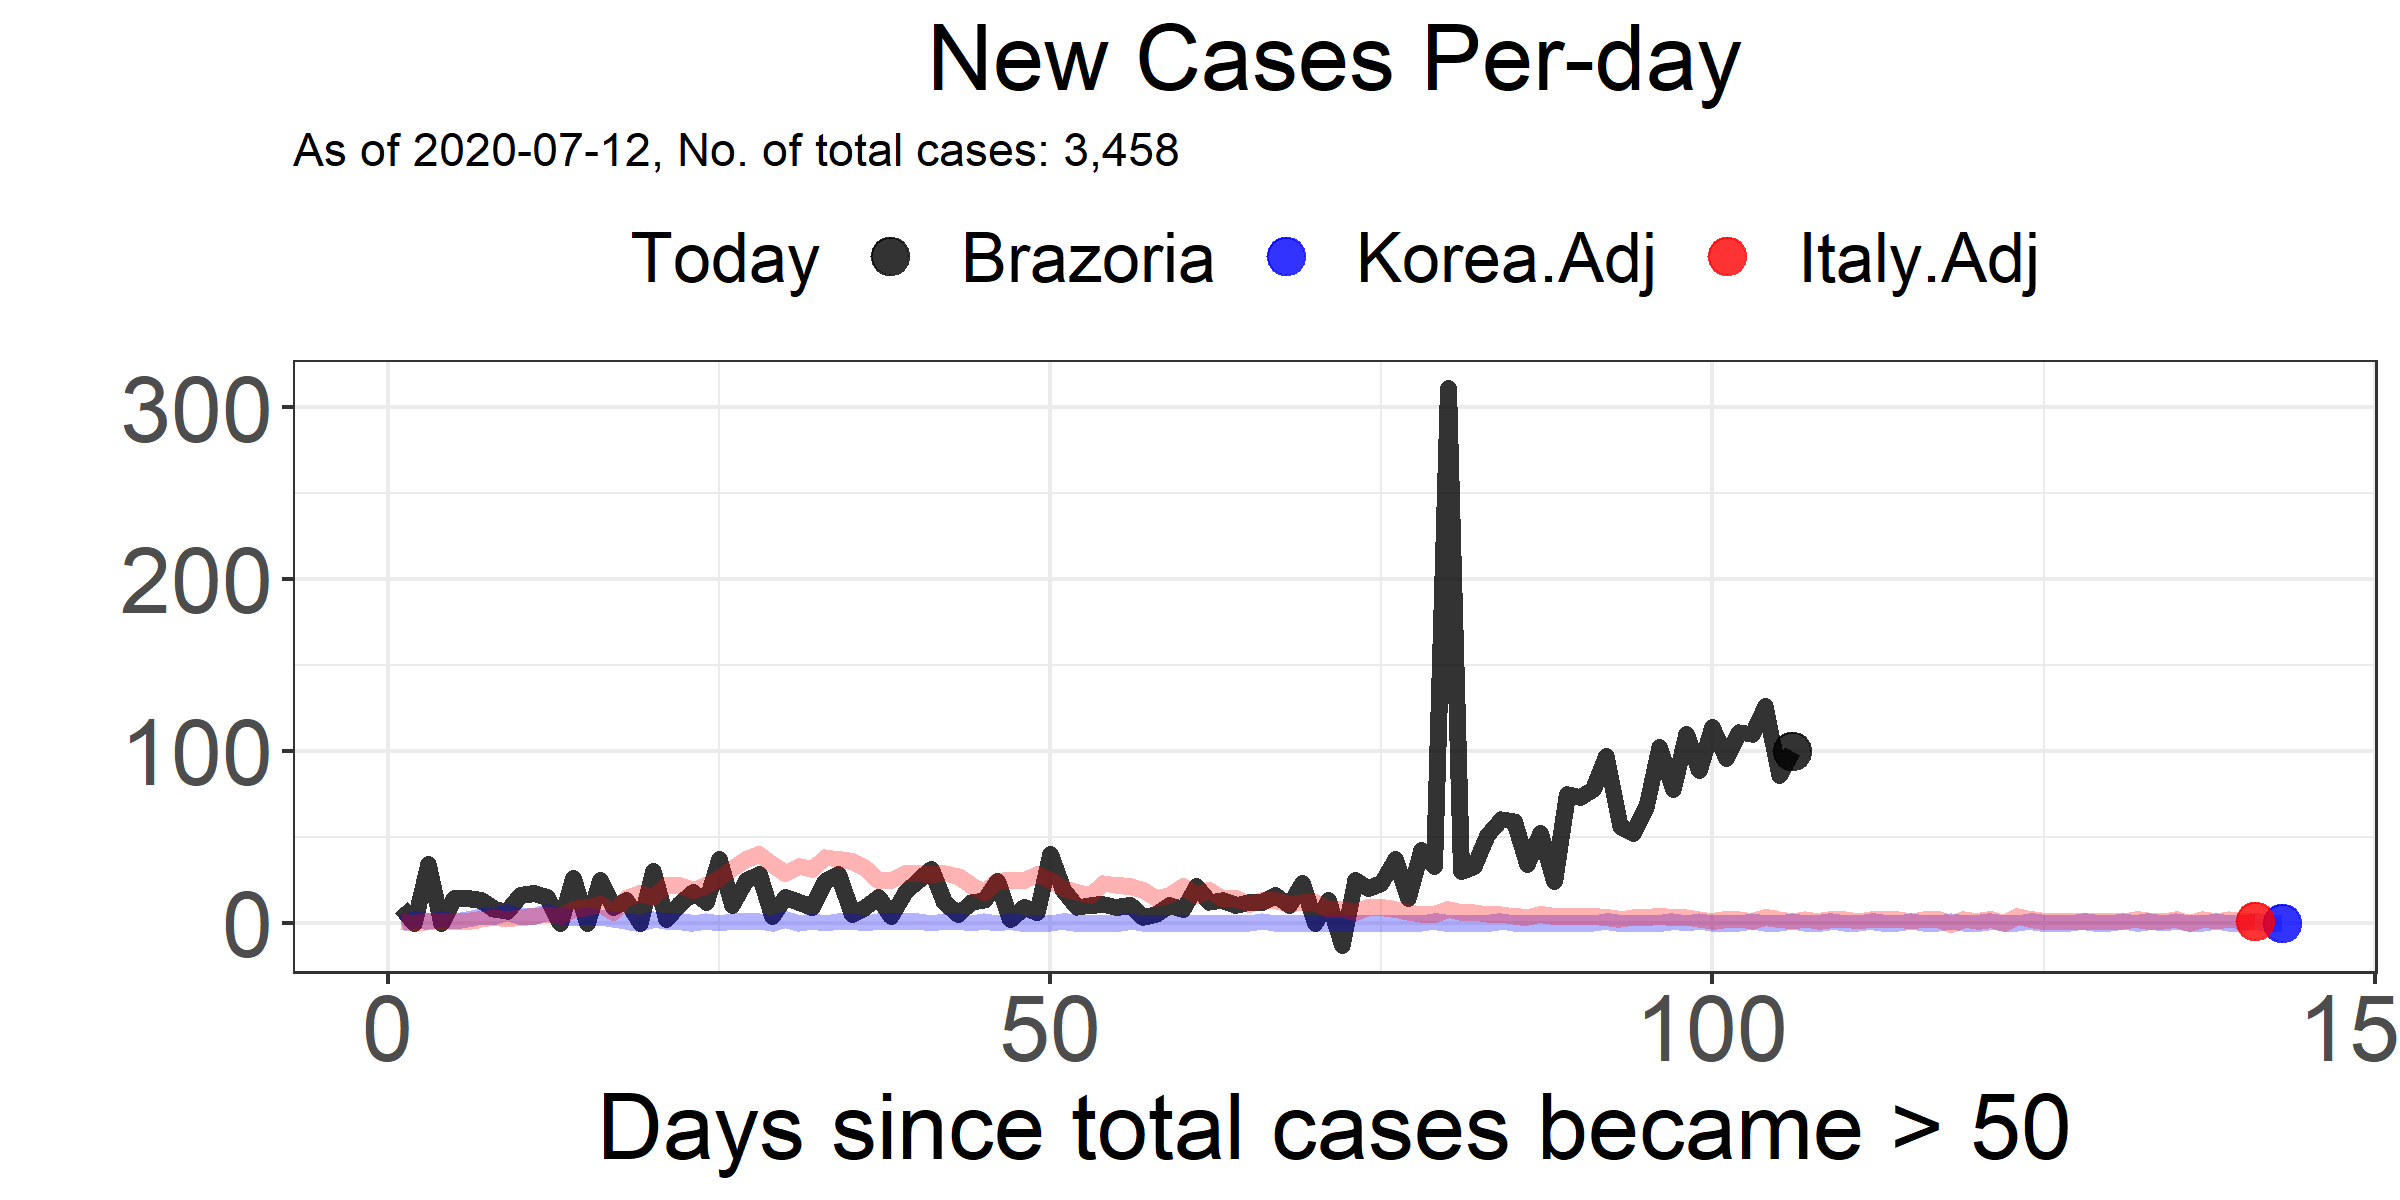 New Cases Per-day
As of 2020-07-12, No. of total cases: 3,458
Today Brazoria Korea.Adj Italy.Adj
300
200
100
0
0 50 100 15
Days since total cases became > 50